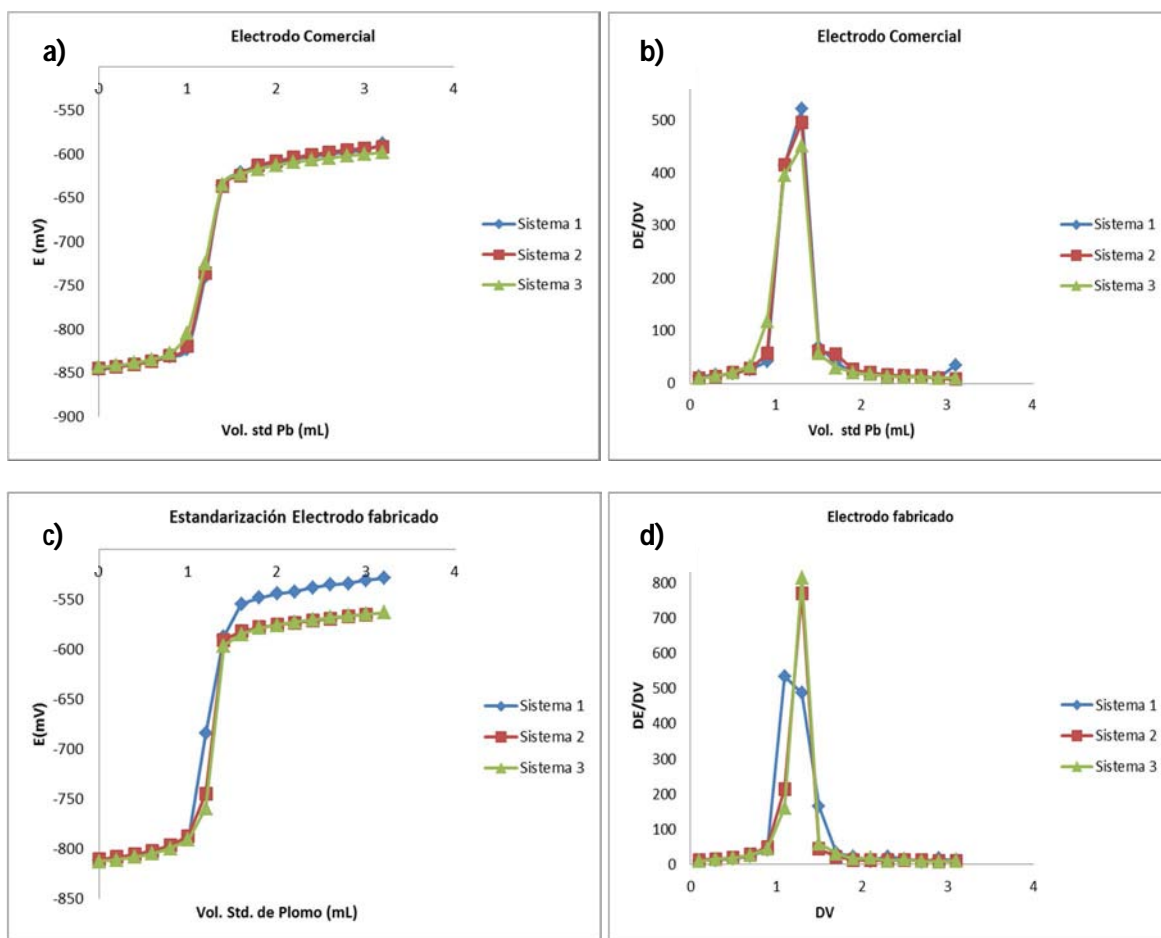 a)
Electrodo Comercial
0 1 2 3 4
-550
-600
-650
-700
-750
-800
-850
-900
E (mV)
Vol. std Pb (mL)
Sistema 1
Sistema 2
Sistema 3
b)
Electrodo Comercial
500
400
300
200
100
0
0 1 2 3 4
DE/DV
Vol. std Pb (mL)
Sistema 1
Sistema 2
Sistema 3
c)
Estandarización Electrodo fabricado
0 1 2 3 4
-550
-600
-650
-700
-750
-800
-850
E(mV)
Vol. Std. de Plomo (mL)
Sistema 1
Sistema 2
Sistema 3
d)
Electrodo fabricado
800
700
600
500
400
300
200
100
0
0 1 2 3 4
DE/DV
DV
Sistema 1
Sistema 2
Sistema 3